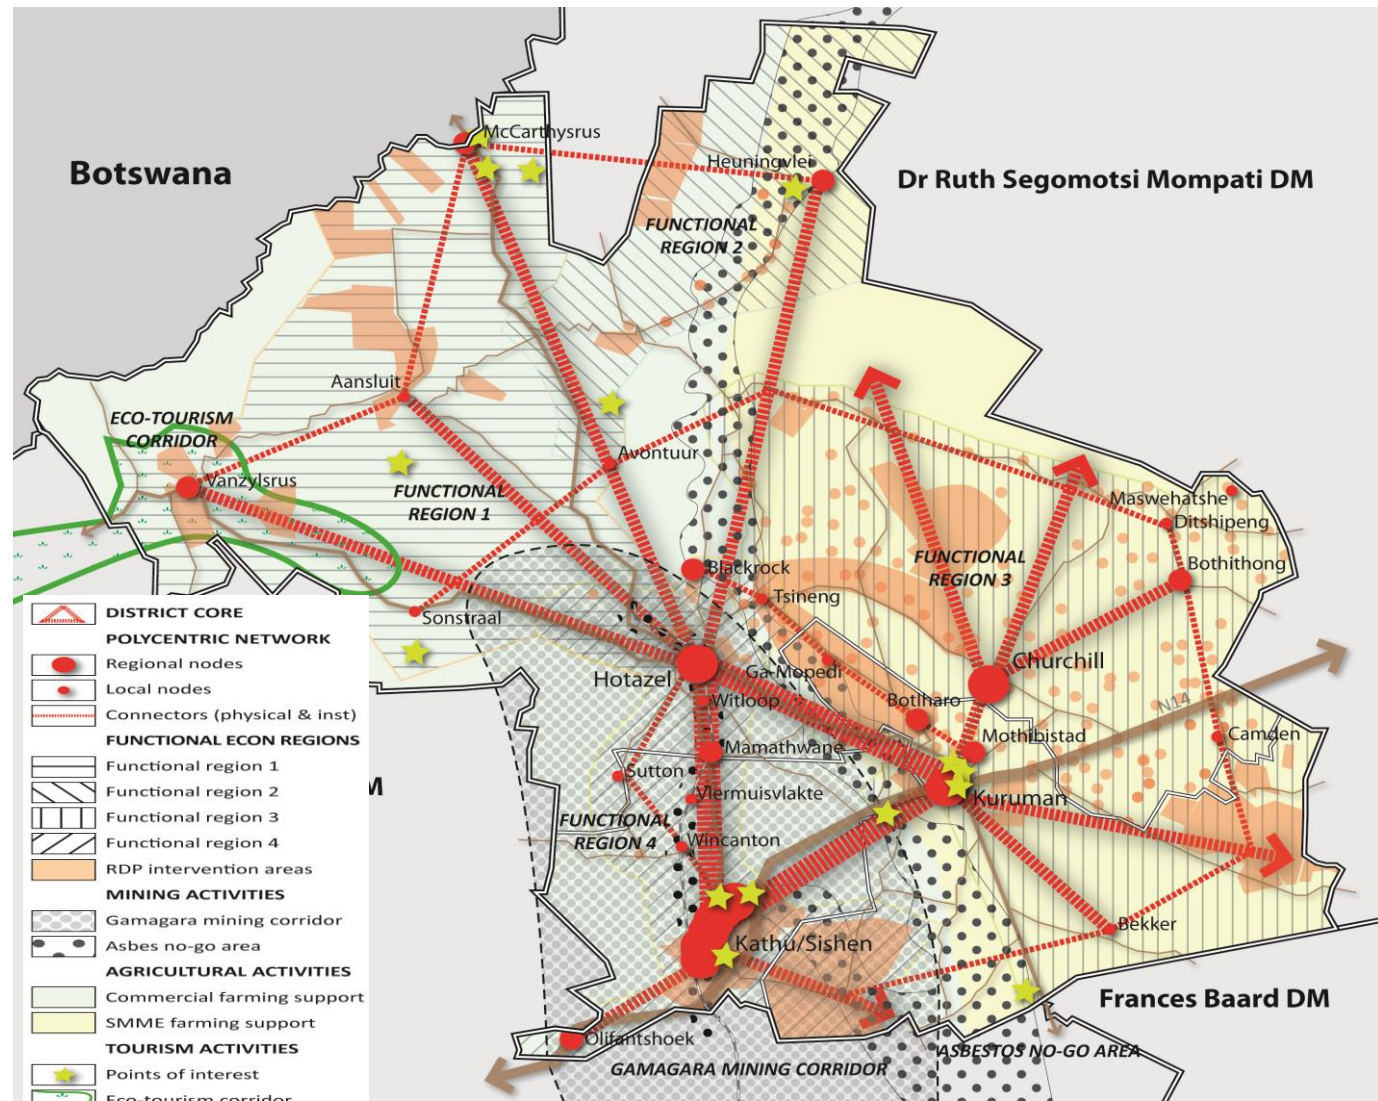 McCarthysrus
Botswana
Heuningvlei
Dr Ruth Segomotsi Mompati DM
FUNCTIONAL
REGION 2
Aansluit
ECO-TOURISM
CORRIDOR
Avontuur
Vanzylsrus
FUNCTIONAL
REGION 1
Maswehatshe
Ditshipeng
FUNCTIONAL
REGION 3
Bothithong
Blackrock
Tsineng
Sonstraal
Hotazel
Ga-Mopedi
Churchill
Witloop
Botlharo
N14
Mothibistad
Camden
Mamathwane
Sutton
M
Vlermuisvlakte
Kuruman
FUNCTIONAL
REGION 4
Wincanton
Bekker
Kathu/Sishen
Frances Baard DM
Olifantshoek
ASBESTOS NO-GO AREA
GAMAGARA MINING CORRIDOR
DISTRICT CORE
POLYCENTRIC NETWORK
Regional nodes
Local nodes
Connectors (physical & inst)
FUNCTIONAL ECON REGIONS
Functional region 1
Functional region 2
Functional region 3
Functional region 4
RDP intervention areas
MINING ACTIVITIES
Gamagara mining corridor
Asbes no-go area
AGRICULTURAL ACTIVITIES
Commercial farming support
SMME farming support
TOURISM ACTIVITIES
Points of interest
Eco-tourism corridor